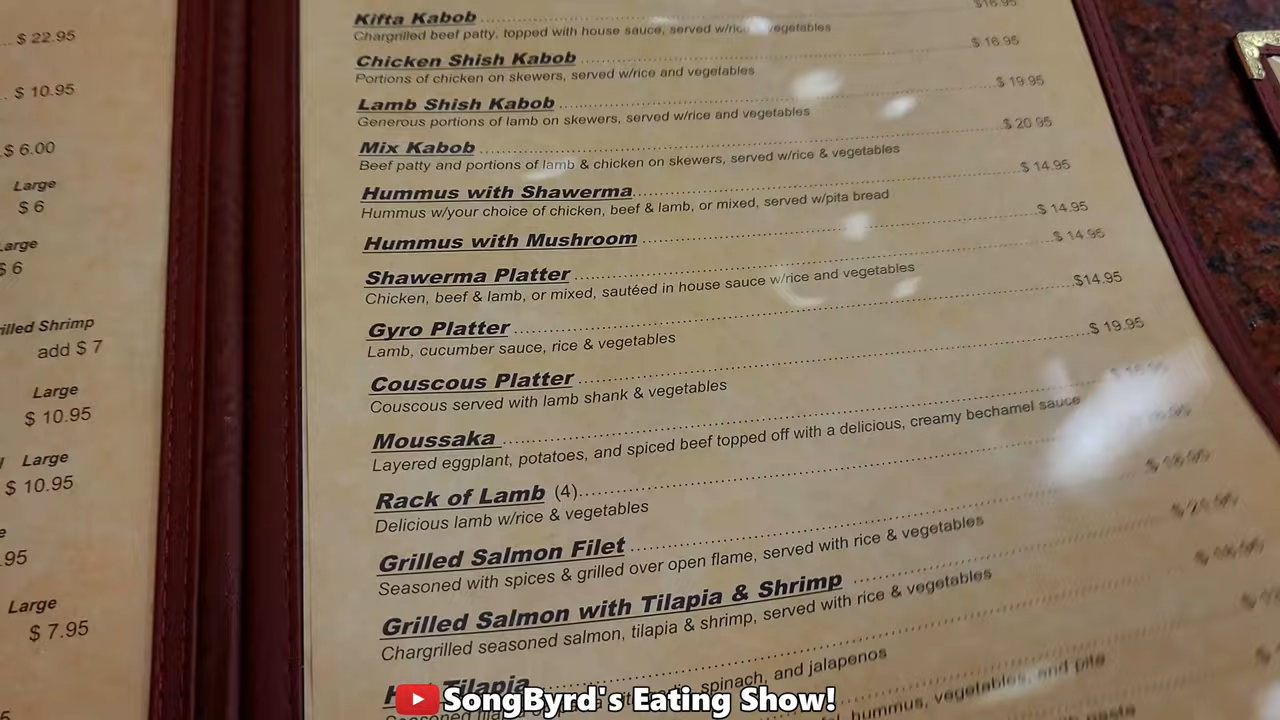 $ 22.95
$ 10.95
$ 6.00
Large
$ 6
Large
$ 6
illed Shrimp
add $ 7
Large
$ 10.95
Large
$ 10.95
.95
Large
$ 7.95
Kifta Kabob $16.95
Chargrilled beef patty, topped with house sauce, served w/rice vegetables
Chicken Shish Kabob $ 16.95
Portions of chicken on skewers, served w/rice and vegetables
Lamb Shish Kabob $ 19.95
Generous portions of lamb on skewers, served w/rice and vegetables
Mix Kabob $ 20.95
Beef patty and portions of lamb & chicken on skewers, served w/rice & vegetables
Hummus with Shawerma $ 14.95
Hummus w/your choice of chicken, beef & lamb, or mixed, served w/pita bread
Hummus with Mushroom $ 14.95
Shawerma Platter $ 14.95
Chicken, beef & lamb, or mixed, sautéed in house sauce w/rice and vegetables
Gyro Platter $14.95
Lamb, cucumber sauce, rice & vegetables
Couscous Platter $ 19.95
Couscous served with lamb shank & vegetables
Moussaka
Layered eggplant, potatoes, and spiced beef topped off with a delicious, creamy bechamel sauce
Rack of Lamb (4)
Delicious lamb w/rice & vegetables
Grilled Salmon Filet
Seasoned with spices & grilled over open flame, served with rice & vegetables
Grilled Salmon with Tilapia & Shrimp
Chargrilled seasoned salmon, tilapia & shrimp, served with rice & vegetables
Tilapia
spinach, and jalapenos
hummus, vegetables, and pita
SongByrd's Eating Show!